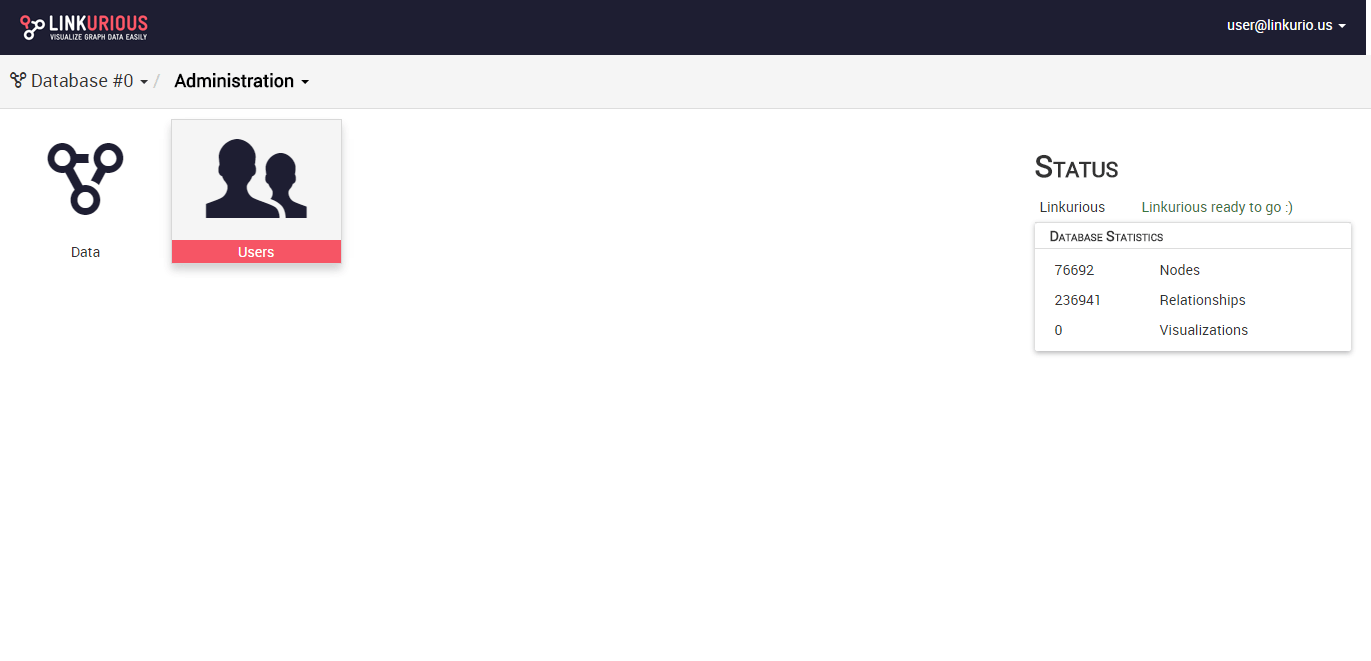 LINKURIOUS
VISUALIZE GRAPH DATA EASILY
user@linkurio.us
Database #0 / Administration
Data
Users
Status
Linkurious Linkurious ready to go :)
Database Statistics
76692 Nodes
236941 Relationships
0 Visualizations